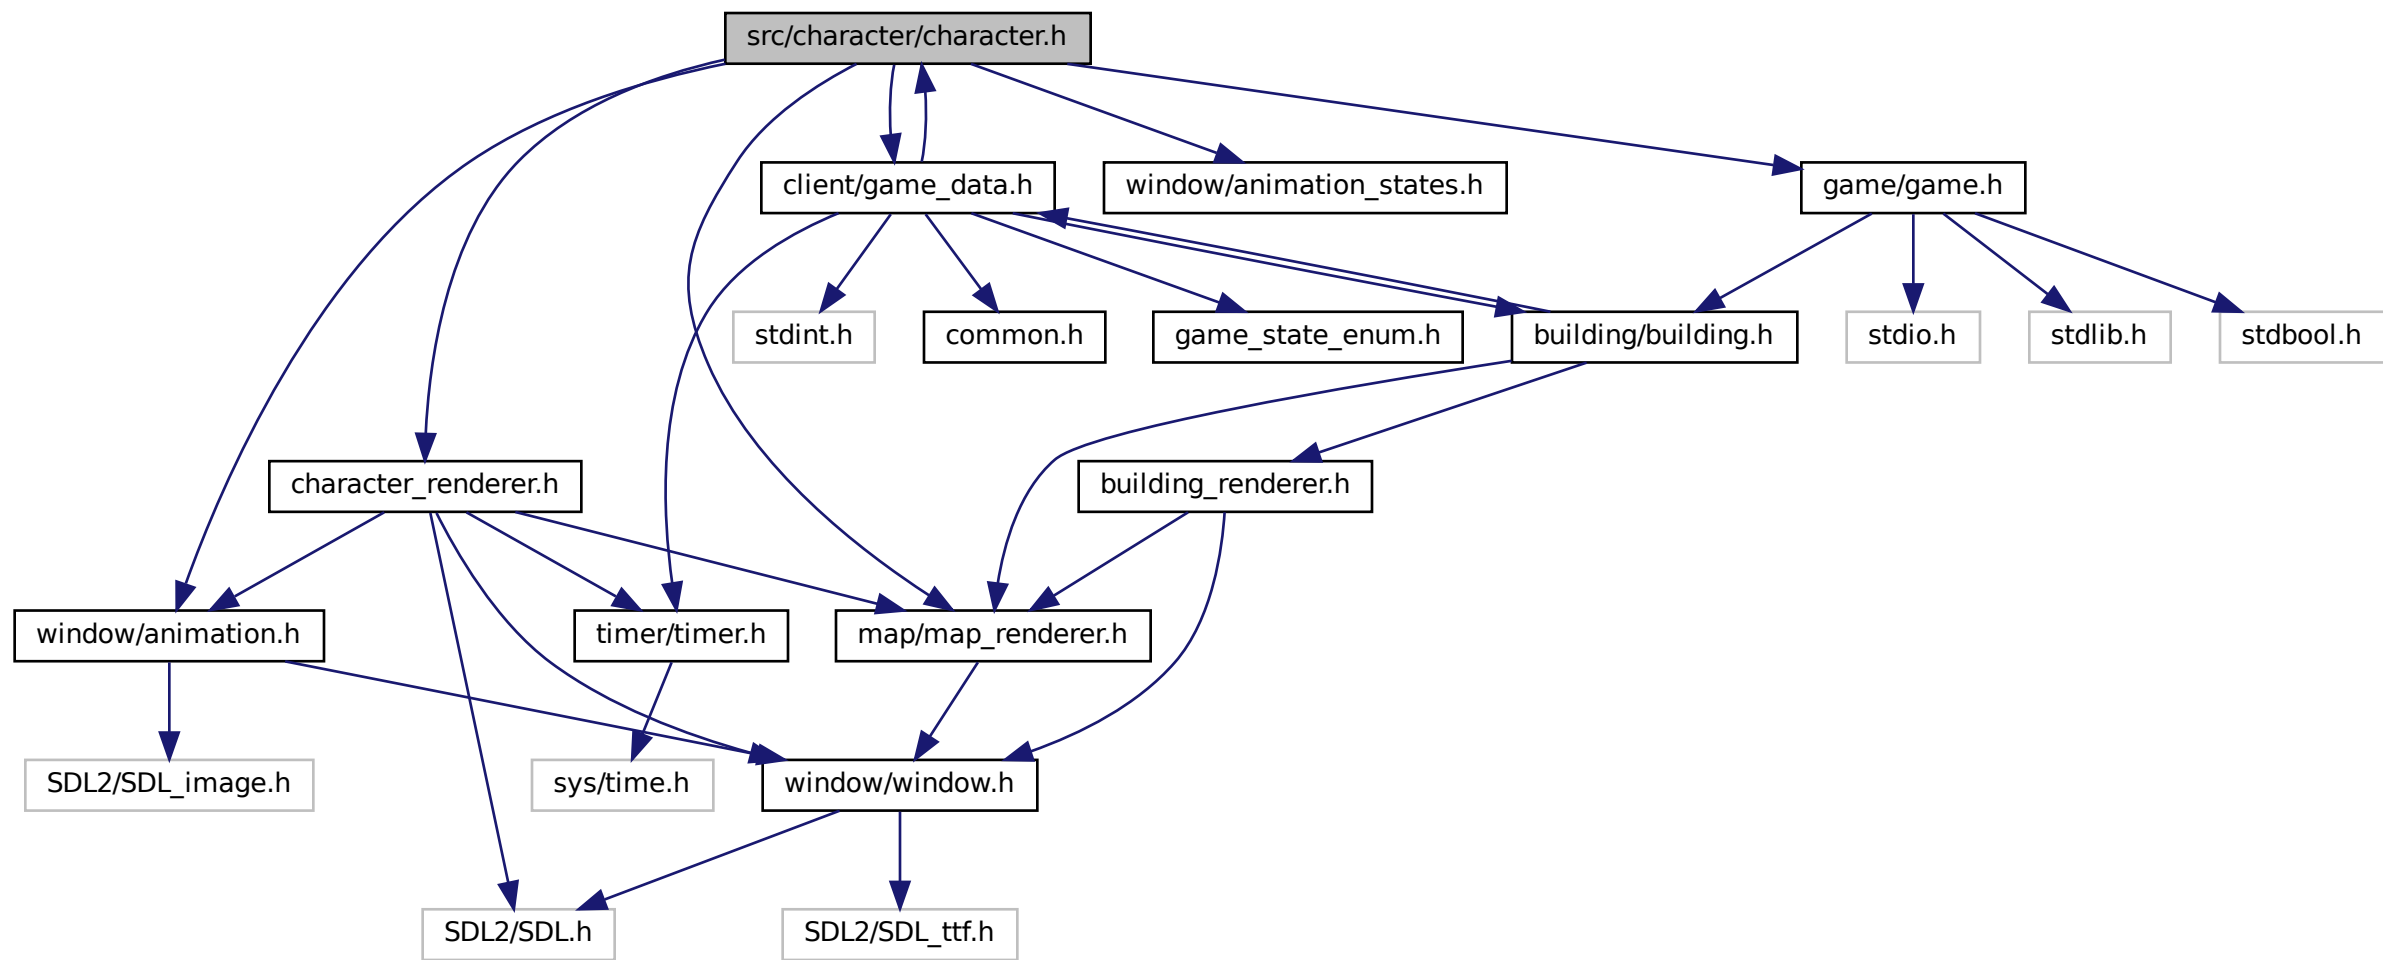 src/character/character.h
client/game_data.h
window/animation_states.h
game/game.h
stdint.h
common.h
game_state_enum.h
building/building.h
stdio.h
stdlib.h
stdbool.h
character_renderer.h
building_renderer.h
window/animation.h
timer/timer.h
map/map_renderer.h
SDL2/SDL_image.h
sys/time.h
window/window.h
SDL2/SDL.h
SDL2/SDL_ttf.h